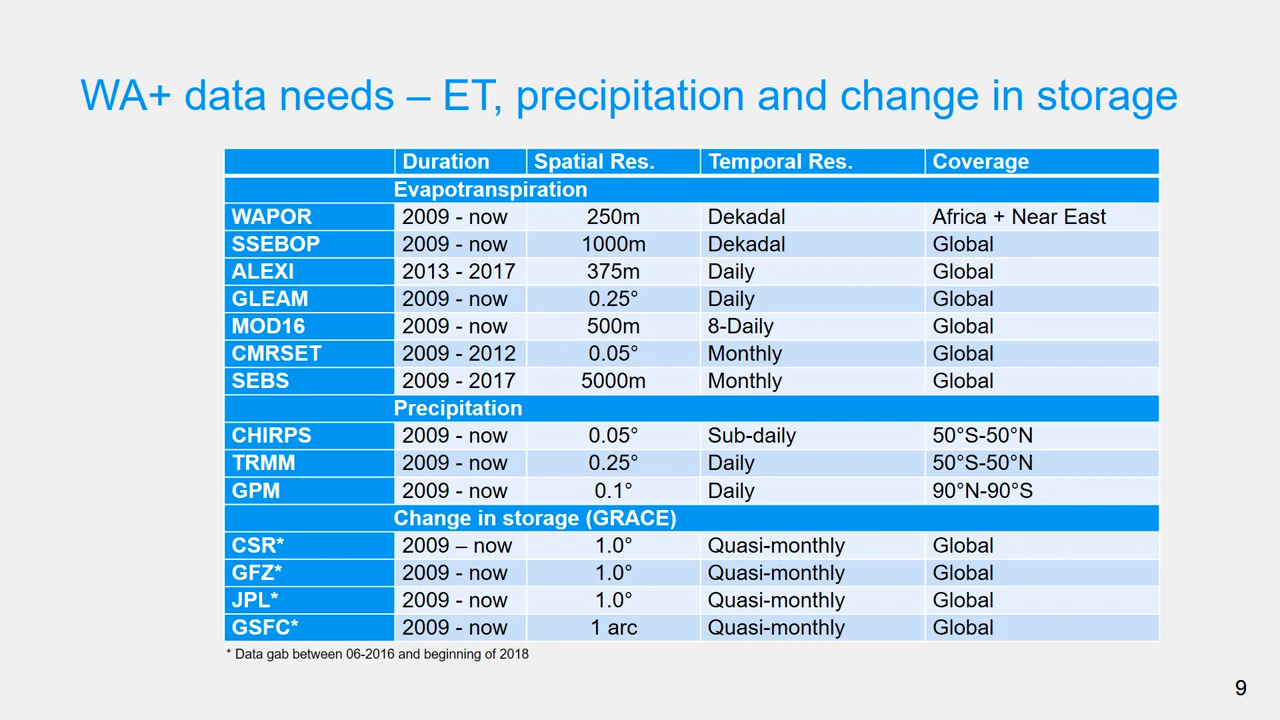 WA+ data needs – ET, precipitation and change in storage
Duration Spatial Res. Temporal Res. Coverage
Evapotranspiration
WAPOR 2009 - now 250m Dekadal Africa + Near East
SSEBOP 2009 - now 1000m Dekadal Global
ALEXI 2013 - 2017 375m Daily Global
GLEAM 2009 - now 0.25° Daily Global
MOD16 2009 - now 500m 8-Daily Global
CMRSET 2009 - 2012 0.05° Monthly Global
SEBS 2009 - 2017 5000m Monthly Global
Precipitation
CHIRPS 2009 - now 0.05° Sub-daily 50°S-50°N
TRMM 2009 - now 0.25° Daily 50°S-50°N
GPM 2009 - now 0.1° Daily 90°N-90°S
Change in storage (GRACE)
CSR* 2009 – now 1.0° Quasi-monthly Global
GFZ* 2009 - now 1.0° Quasi-monthly Global
JPL* 2009 - now 1.0° Quasi-monthly Global
GSFC* 2009 - now 1 arc Quasi-monthly Global
* Data gab between 06-2016 and beginning of 2018
9